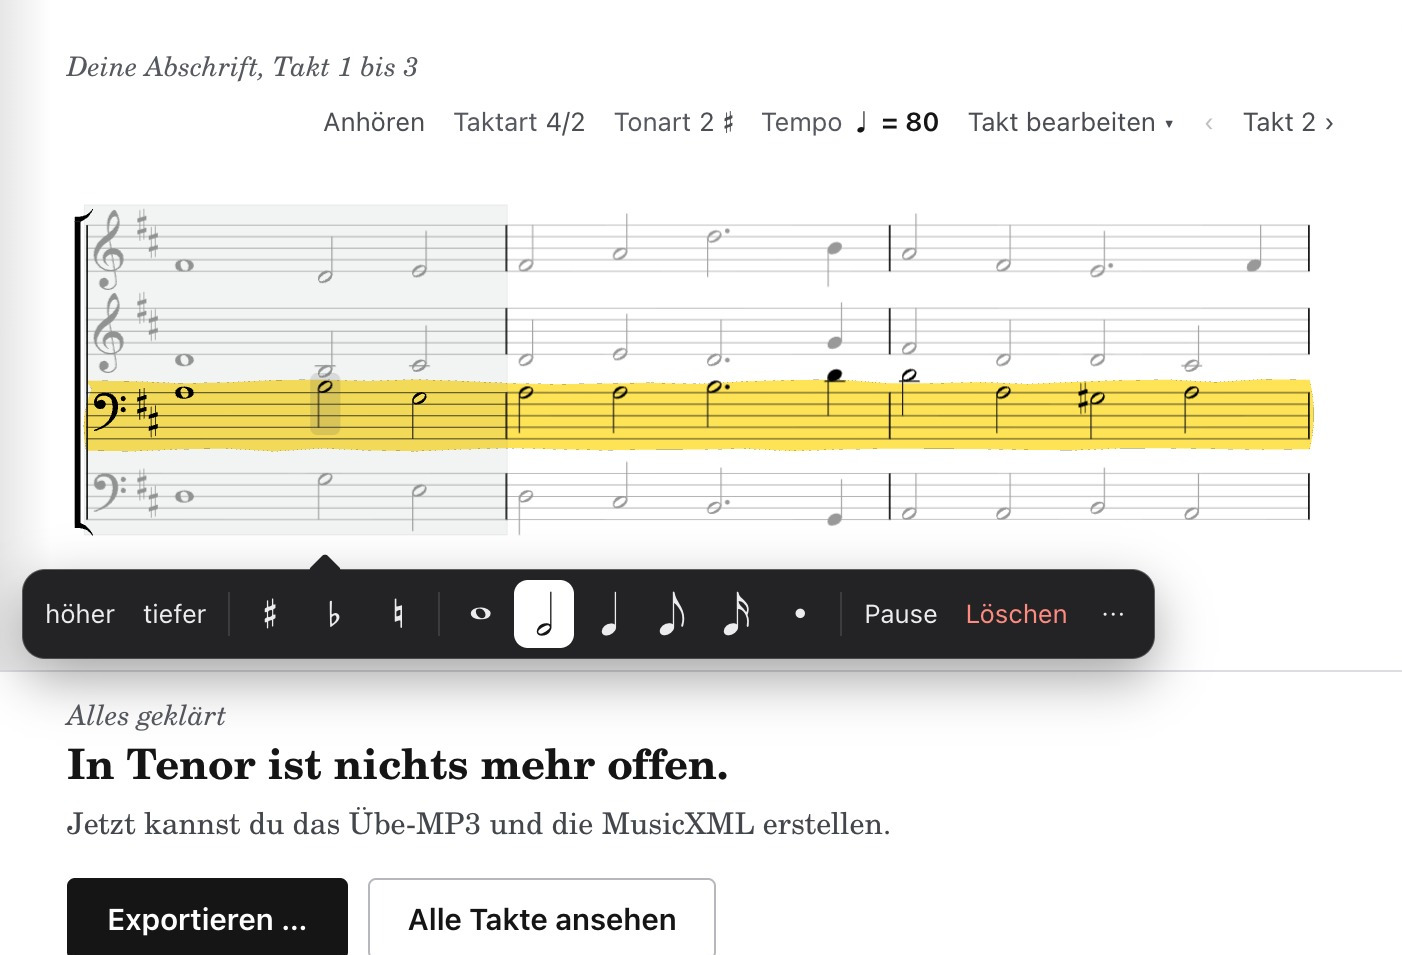 Deine Abschrift, Takt 1 bis 3
Anhören Taktart 4/2 Tonart 2 ♯ Tempo ♩ = 80 Takt bearbeiten ▾ ‹ Takt 2 ›
höher tiefer ♯ ♭ ♮ Pause Löschen ···
Alles geklärt
In Tenor ist nichts mehr offen.
Jetzt kannst du das Übe-MP3 und die MusicXML erstellen.
Exportieren ... Alle Takte ansehen